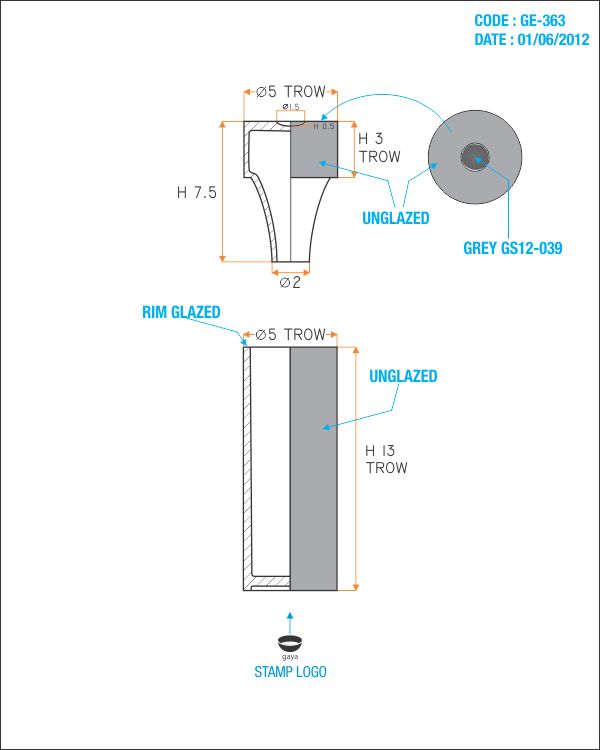 CODE : GE-363
DATE : 01/06/2012
Ø5 TROW
Ø1.5
H 0.5
H 3
TROW
H 7.5
UNGLAZED
GREY GS12-039
Ø2
RIM GLAZED
Ø5 TROW
UNGLAZED
H 13
TROW
gaya
STAMP LOGO